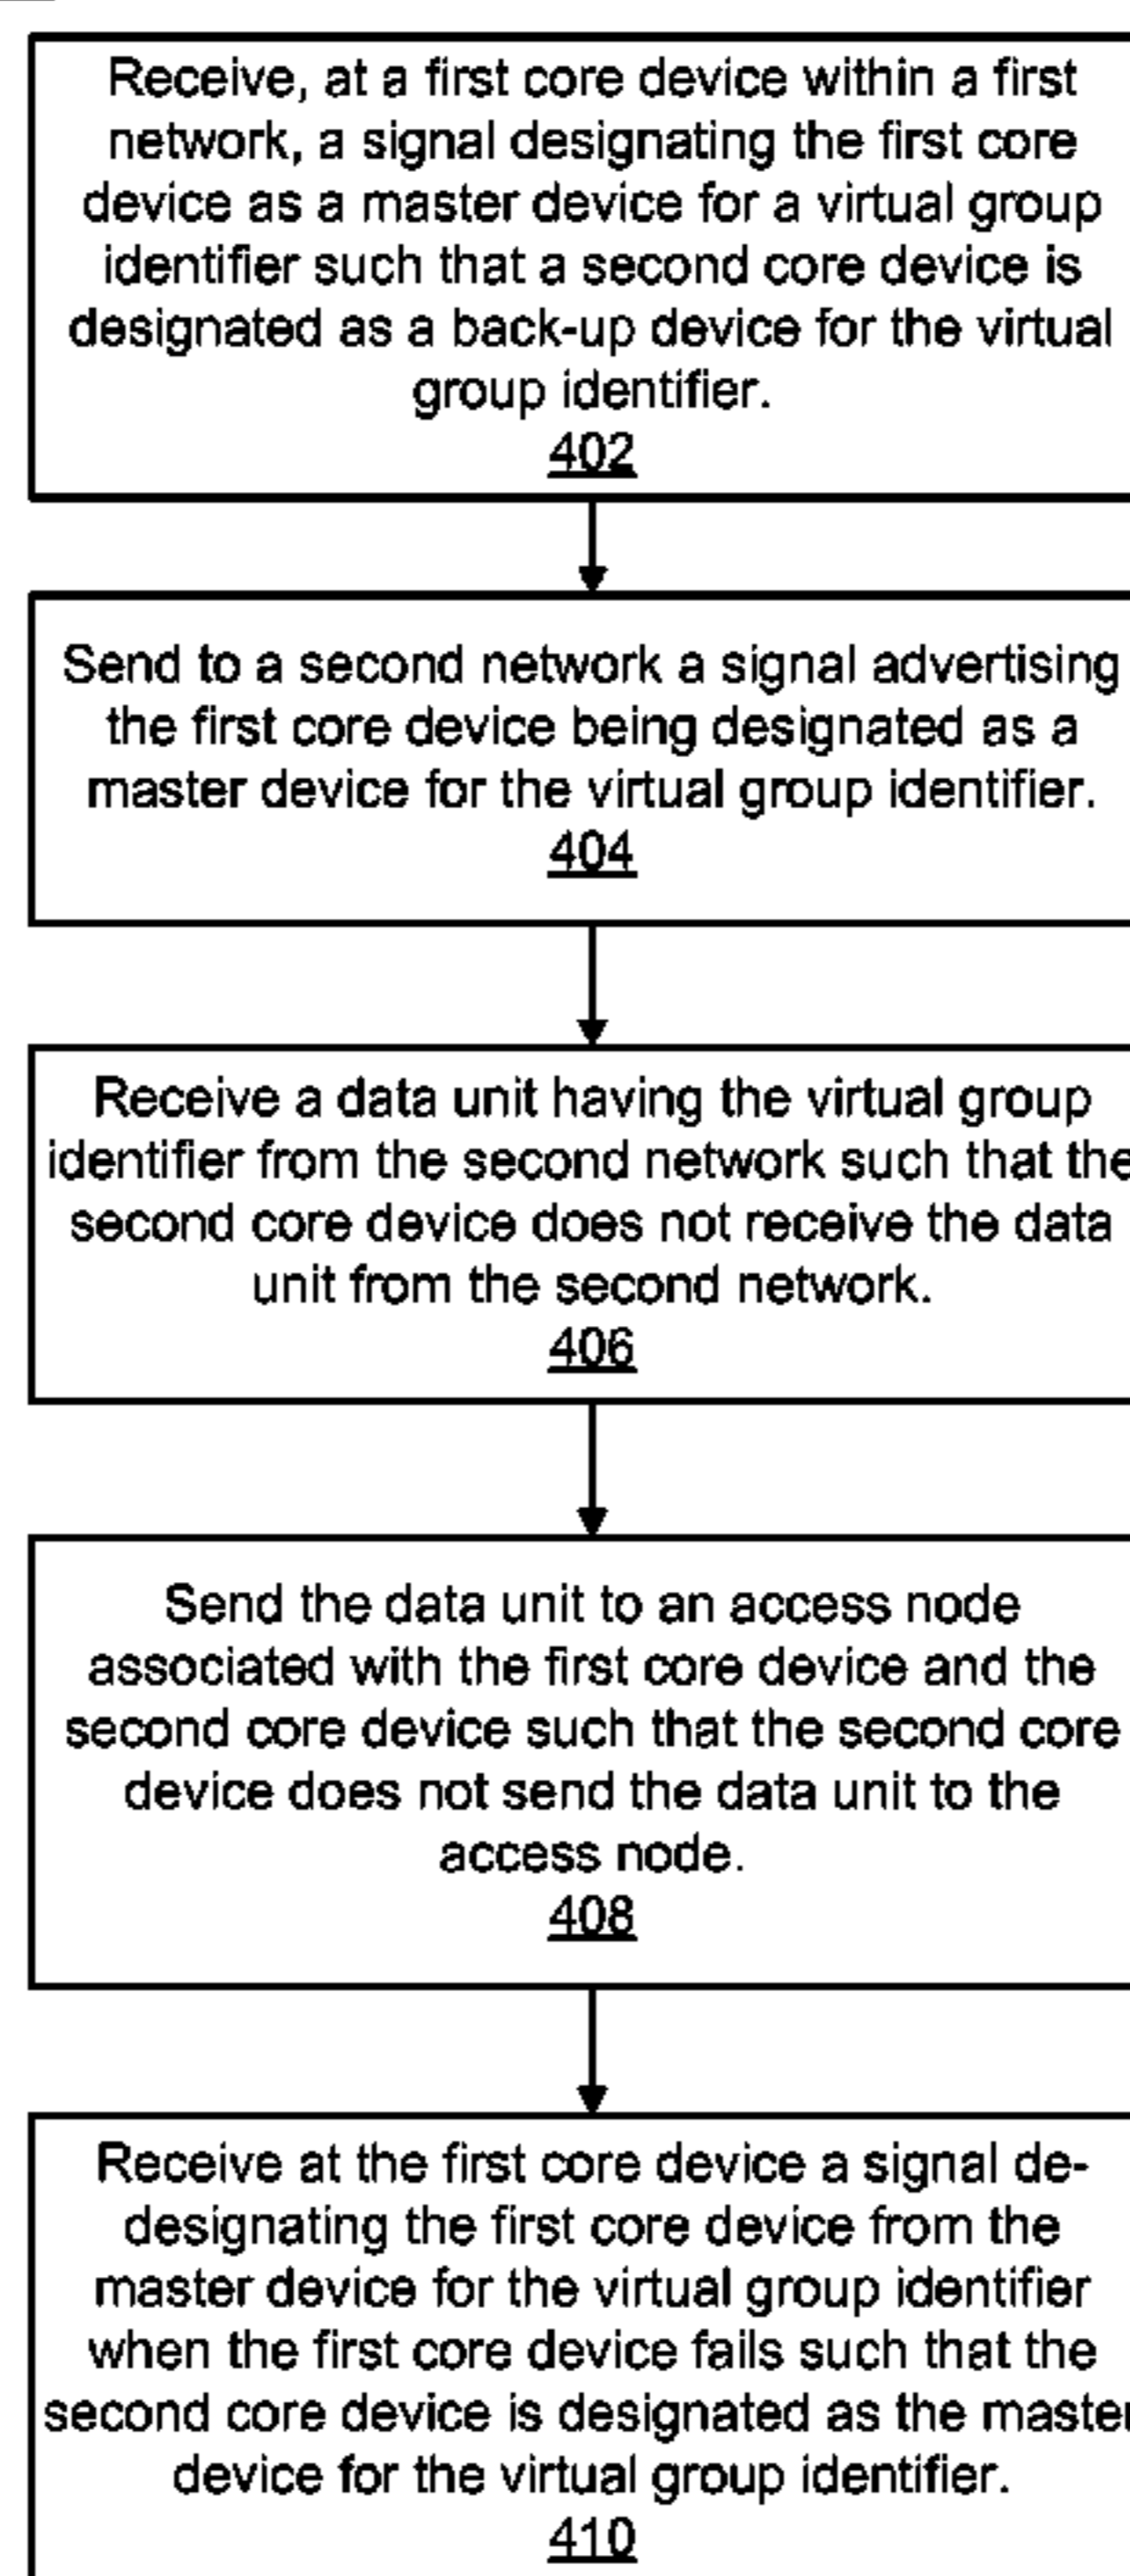 Receive, at a first core device within a first
network, a signal designating the first core
device as a master device for a virtual group
identifier such that a second core device is
designated as a back-up device for the virtual
group identifier.
402
Send to a second network a signal advertising
the first core device being designated as a
master device for the virtual group identifier.
404
Receive a data unit having the virtual group
identifier from the second network such that the
second core device does not receive the data
unit from the second network.
406
Send the data unit to an access node
associated with the first core device and the
second core device such that the second core
device does not send the data unit to the
access node.
408
Receive at the first core device a signal de-
designating the first core device from the
master device for the virtual group identifier
when the first core device fails such that the
second core device is designated as the master
device for the virtual group identifier.
410